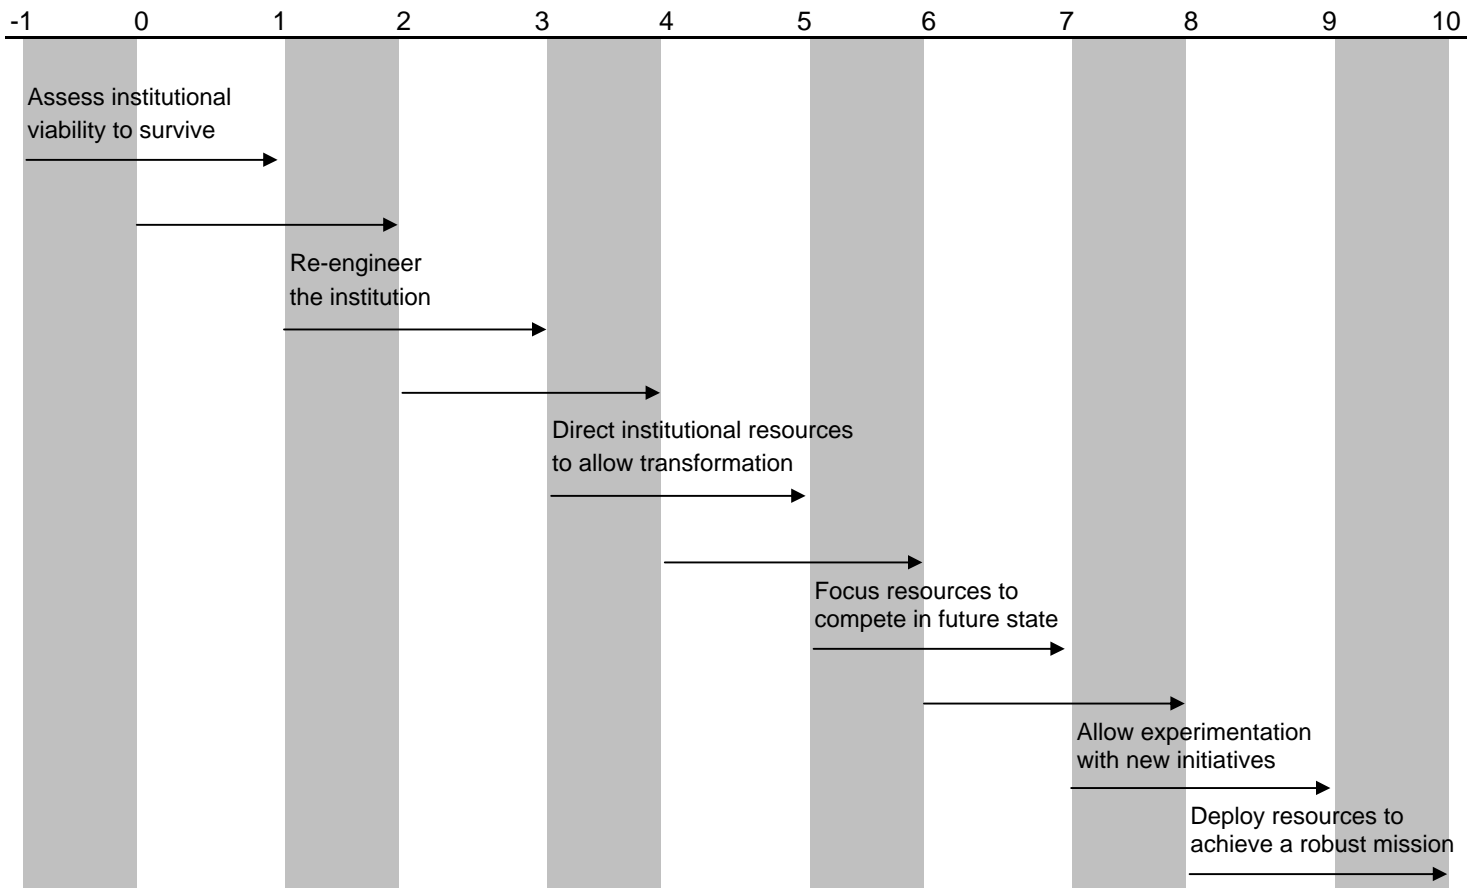 -1 0 1 2 3 4 5 6 7 8 9 10
Assess institutional
viability to survive
Re-engineer
the institution
Direct institutional resources
to allow transformation
Focus resources to
compete in future state
Allow experimentation
with new initiatives
Deploy resources to
achieve a robust mission